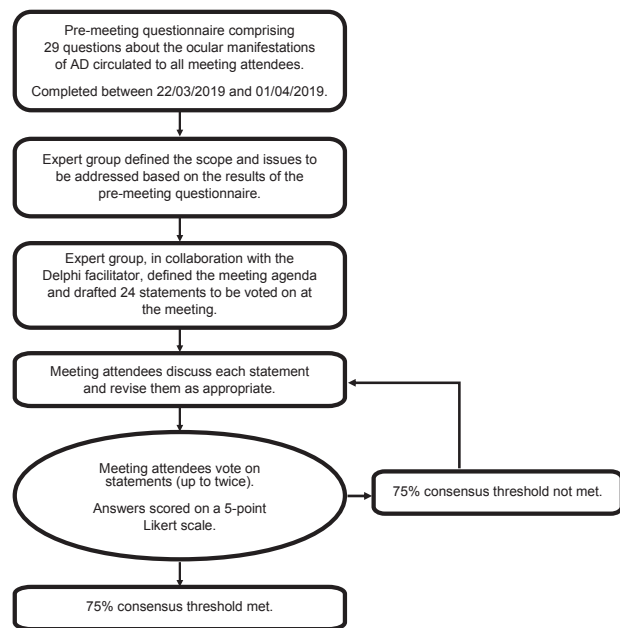 Pre-meeting questionnaire comprising
29 questions about the ocular manifestations
of AD circulated to all meeting attendees.
Completed between 22/03/2019 and 01/04/2019.
Expert group defined the scope and issues to
be addressed based on the results of the
pre-meeting questionnaire.
Expert group, in collaboration with the
Delphi facilitator, defined the meeting agenda
and drafted 24 statements to be voted on at
the meeting.
Meeting attendees discuss each statement
and revise them as appropriate.
Meeting attendees vote on
statements (up to twice).
Answers scored on a 5-point
Likert scale.
75% consensus threshold not met.
75% consensus threshold met.